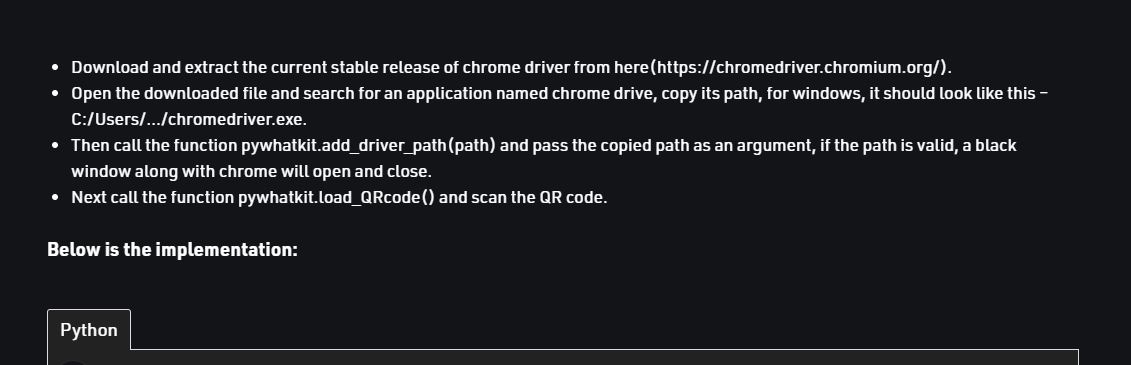 • Download and extract the current stable release of chrome driver from here(https://chromedriver.chromium.org/).
• Open the downloaded file and search for an application named chrome drive, copy its path, for windows, it should look like this –
C:/Users/.../chromedriver.exe.
• Then call the function pywhatkit.add_driver_path(path) and pass the copied path as an argument, if the path is valid, a black
window along with chrome will open and close.
• Next call the function pywhatkit.load_QRcode() and scan the QR code.
Below is the implementation:
Python